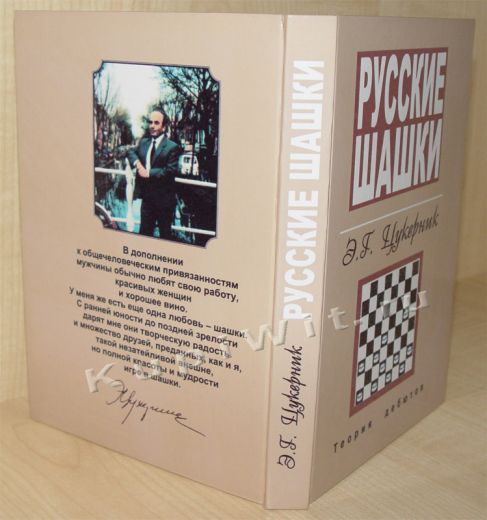 В дополнении
к общечеловеческим привязанностям
мужчины обычно любят свою работу,
красивых женщин
и хорошее вино.
У меня же есть еще одна любовь – шашки.
С ранней юности до поздней зрелости
дарят мне они творческую радость
и множество друзей, преданных, как и я,
такой незатейливой внешне,
но полной красоты и мудрости
игре в шашки.
РУССКИЕ ШАШКИ
Э.Г. Цукерник
РУССКИЕ
ШАШКИ
Э.Г. Цукерник
Теория дебютов